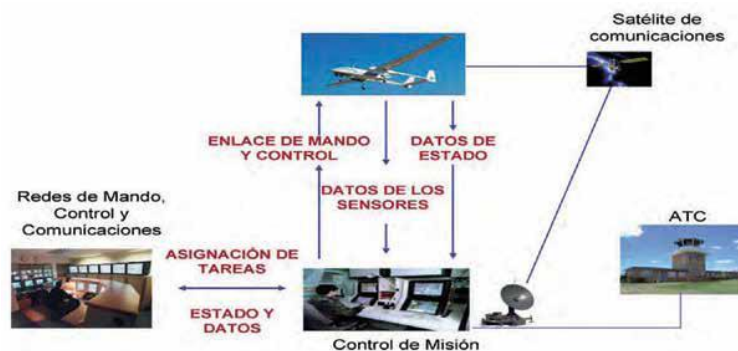 Satélite de
comunicaciones
ENLACE DE MANDO
Y CONTROL
DATOS DE
ESTADO
DATOS DE LOS
SENSORES
Redes de Mando,
Control y
Comunicaciones
ATC
ASIGNACIÓN DE
TAREAS
ESTADO Y
DATOS
Control de Misión